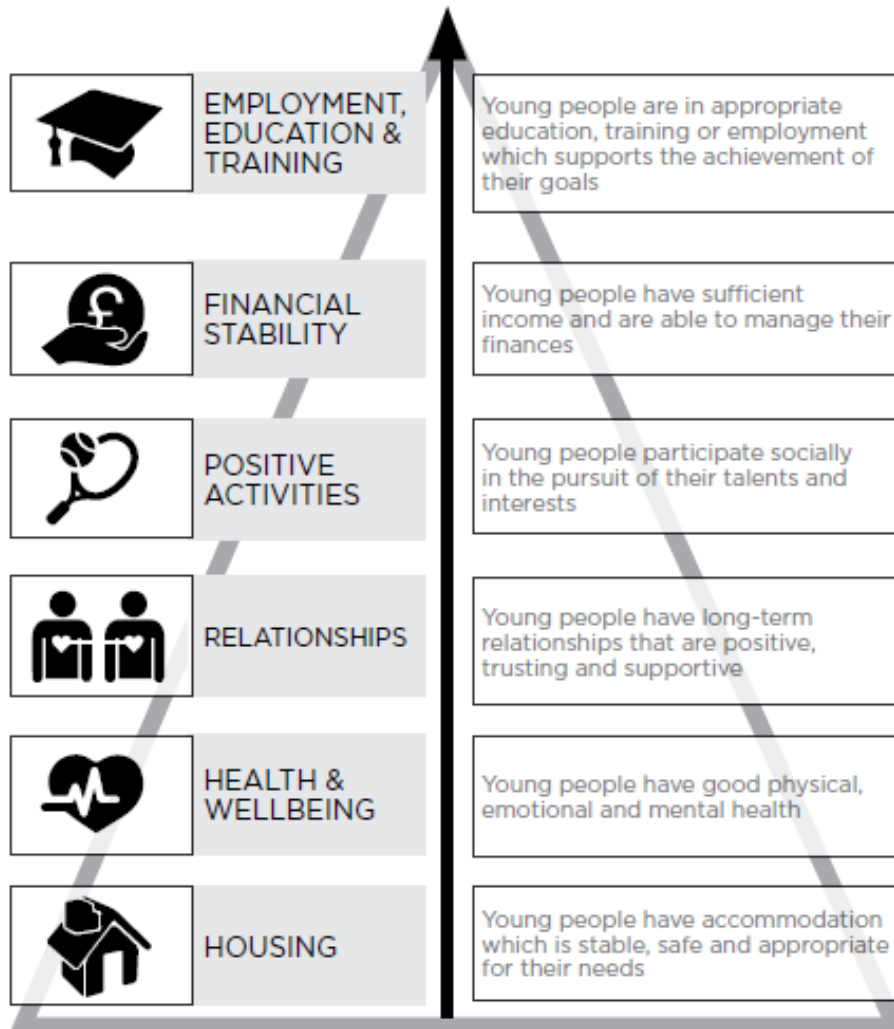 EMPLOYMENT,
EDUCATION &
TRAINING
Young people are in appropriate
education, training or employment
which supports the achievement of
their goals
£
FINANCIAL
STABILITY
Young people have sufficient
income and are able to manage their
finances
POSITIVE
ACTIVITIES
Young people participate socially
in the pursuit of their talents and
interests
RELATIONSHIPS
Young people have long-term
relationships that are positive,
trusting and supportive
HEALTH &
WELLBEING
Young people have good physical,
emotional and mental health
HOUSING
Young people have accommodation
which is stable, safe and appropriate
for their needs